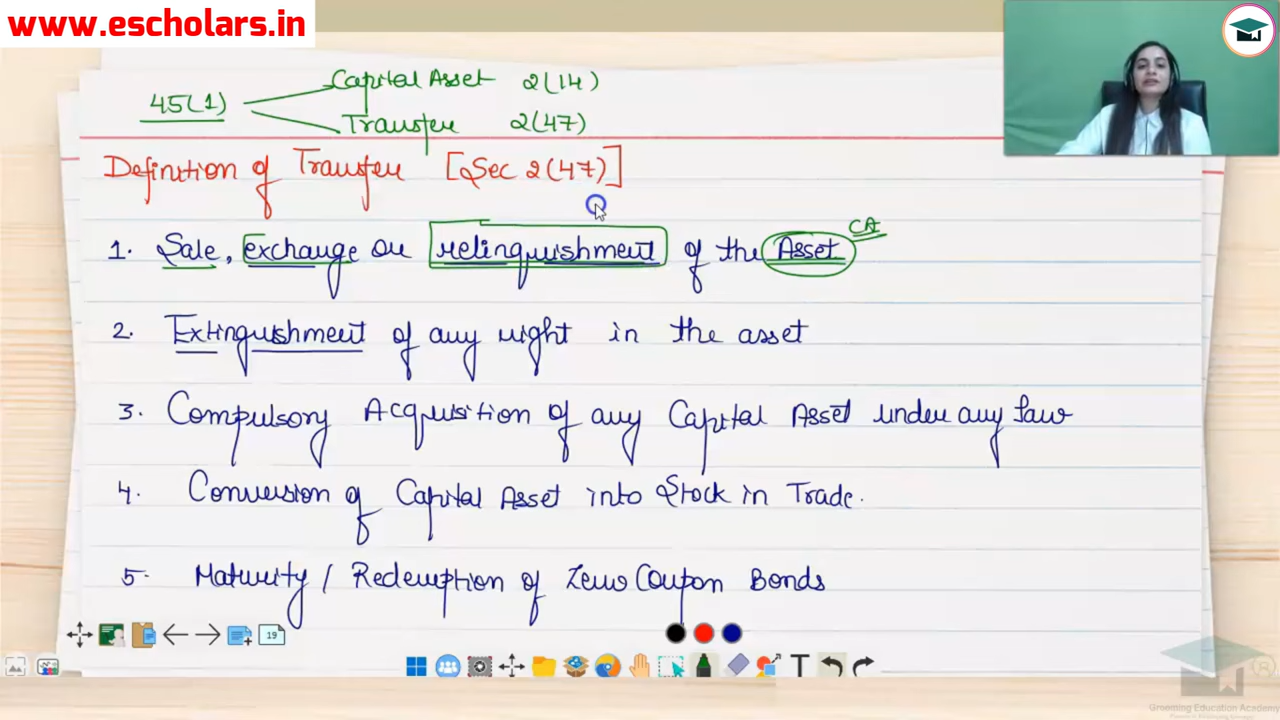 www.escholars.in
45(1)
Capital Asset 2(14)
Transfer 2(47)
Definition of Transfer [Sec 2(47)]
1. Sale, exchange or relinquishment of the Asset CA
2. Extinguishment of any right in the asset
3. Compulsory Acquisition of any Capital Asset under any law
4. Conversion of Capital Asset into Stock in Trade.
5. Maturity / Redemption of Zero Coupon Bonds
19
T
Grooming Education Academy